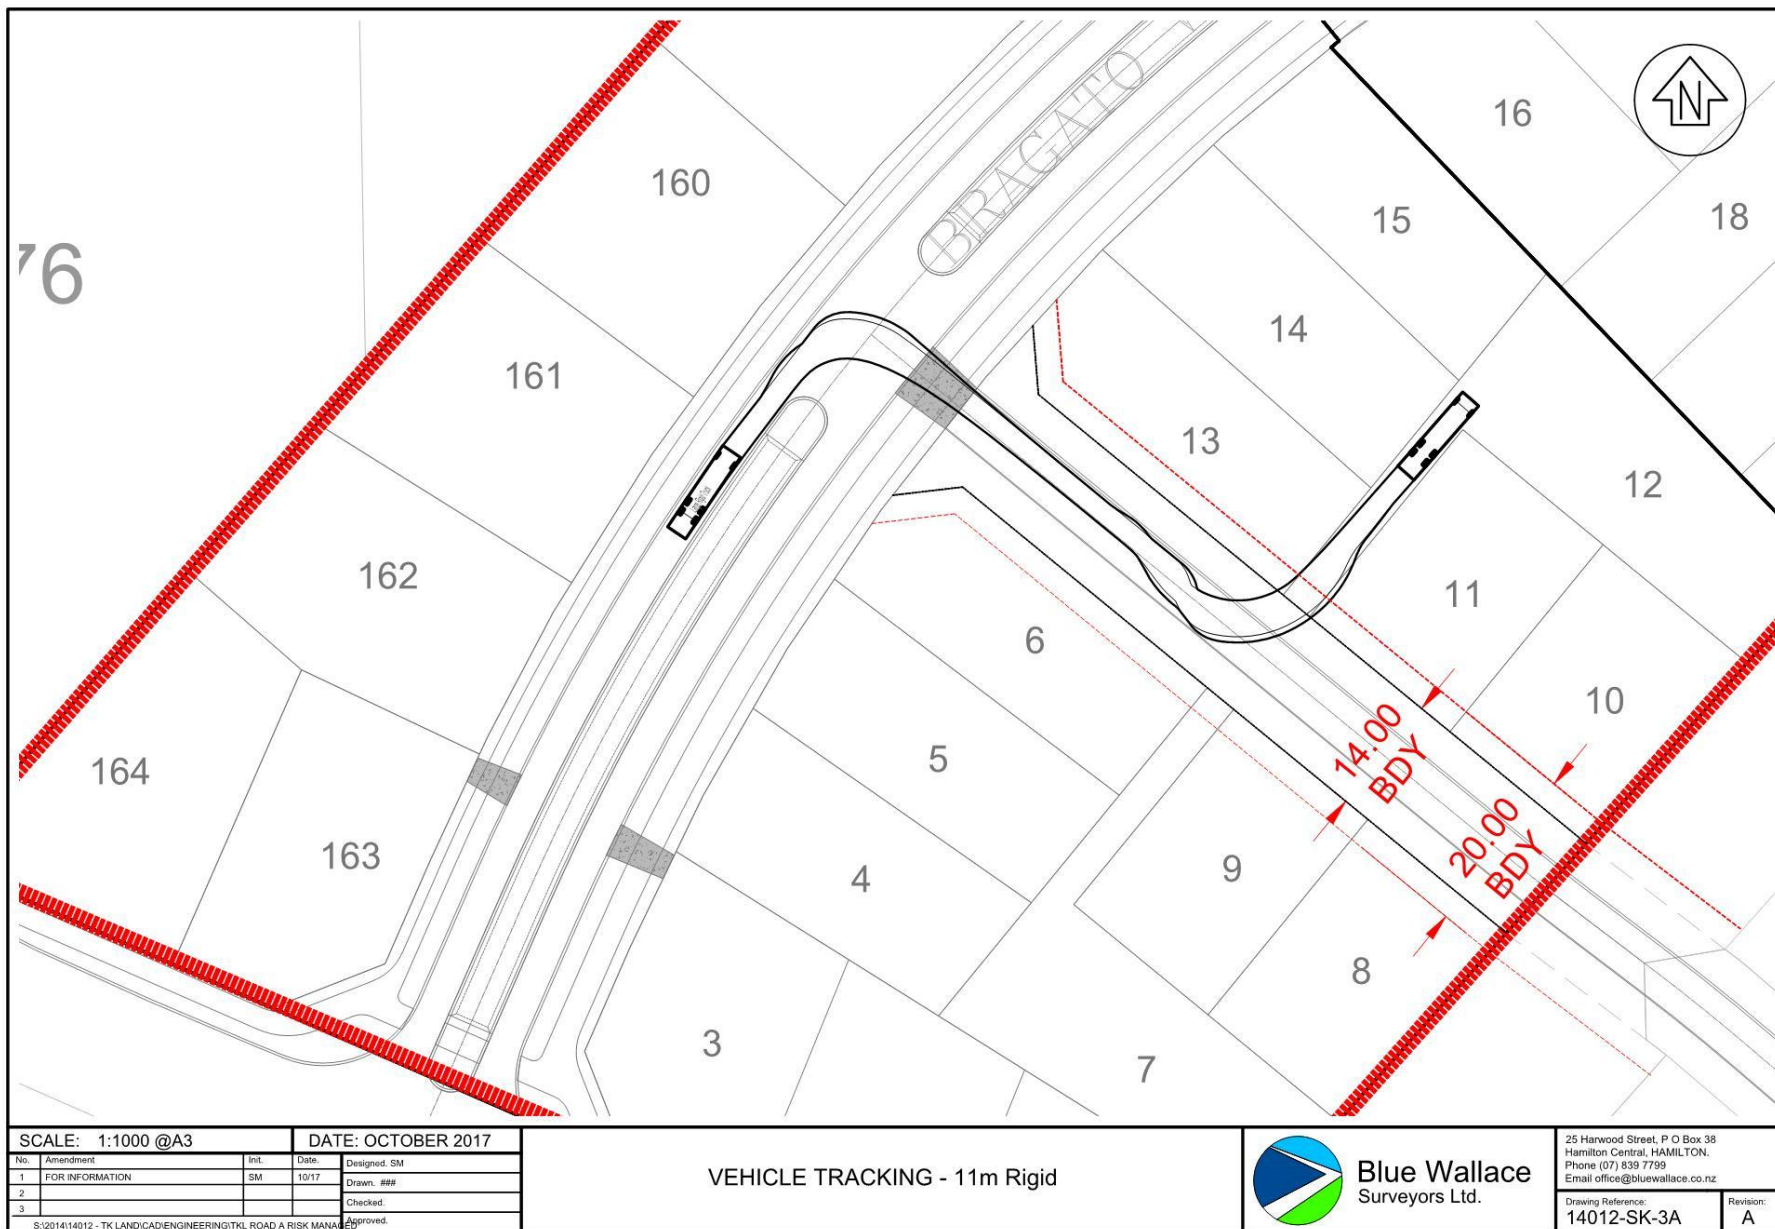 BRAGATO
16
15
18
160
14
76
161
13
12
162
11
6
10
164
5
14.00
BDY
163
20.00
BDY
4
9
8
3
7
N
SCALE: 1:1000 @A3
DATE: OCTOBER 2017
No. Amendment Init. Date.
1 FOR INFORMATION SM 10/17
2
3
Designed. SM
Drawn. ###
Checked.
Approved.
S:\2014\14012 - TK LAND\CAD\ENGINEERING\TKL ROAD A RISK MANAGED
VEHICLE TRACKING - 11m Rigid
Blue Wallace
Surveyors Ltd.
25 Harwood Street, P O Box 38
Hamilton Central, HAMILTON.
Phone (07) 839 7799
Email office@bluewallace.co.nz
Drawing Reference:
14012-SK-3A
Revision:
A